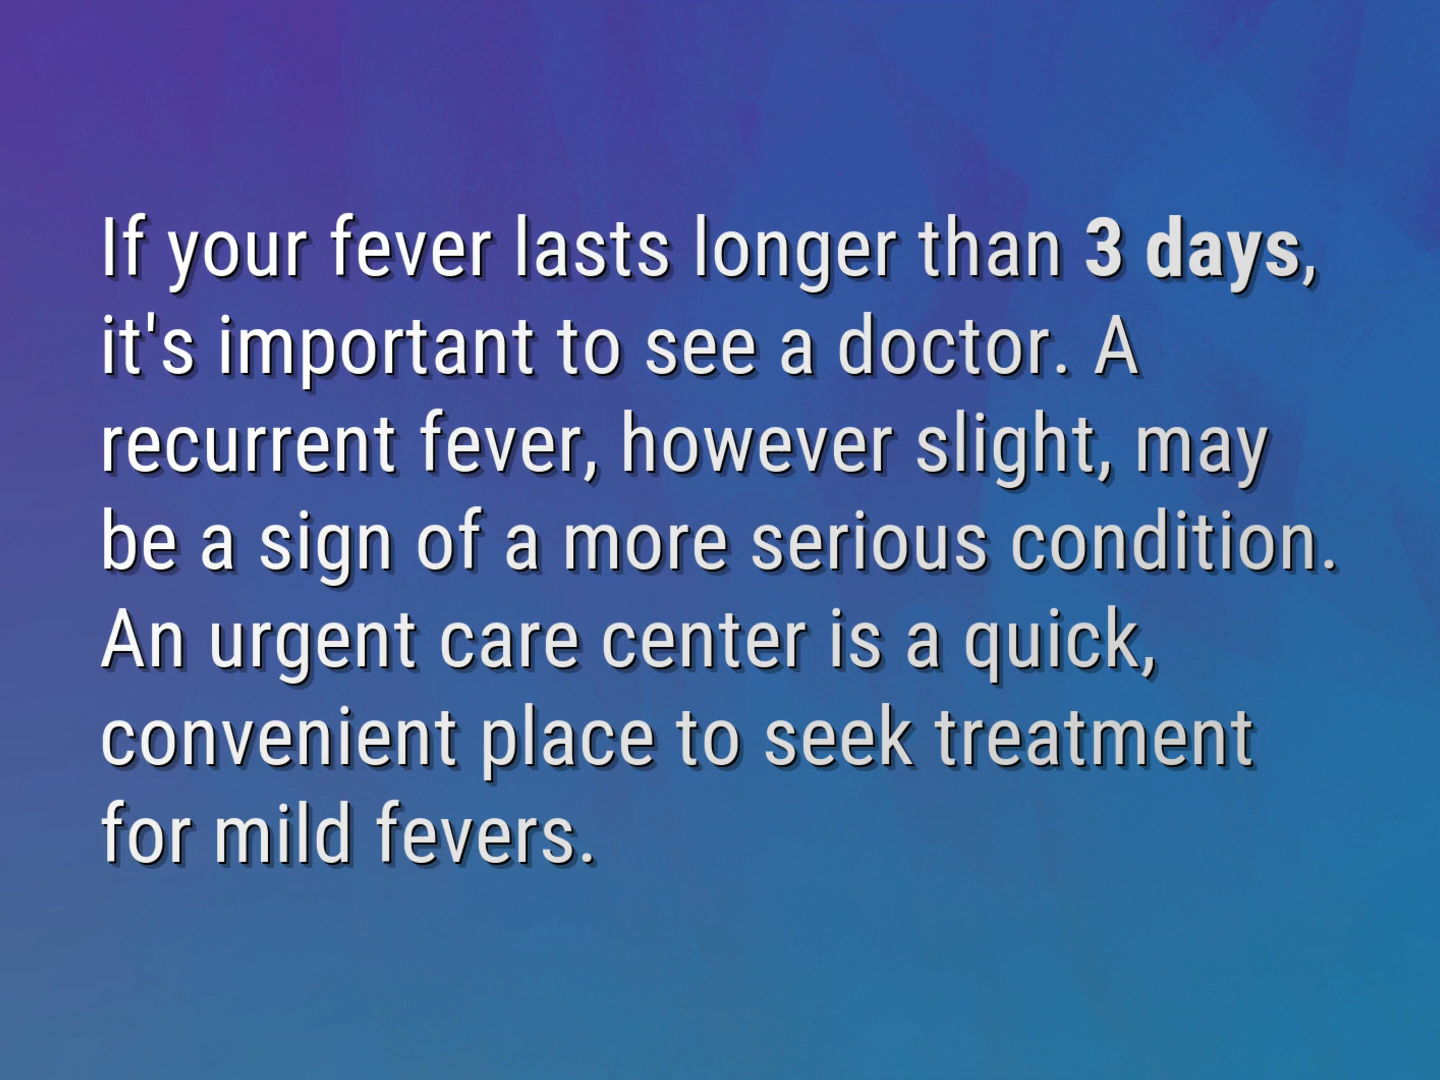 If your fever lasts longer than 3 days,
it's important to see a doctor. A
recurrent fever, however slight, may
be a sign of a more serious condition.
An urgent care center is a quick,
convenient place to seek treatment
for mild fevers.